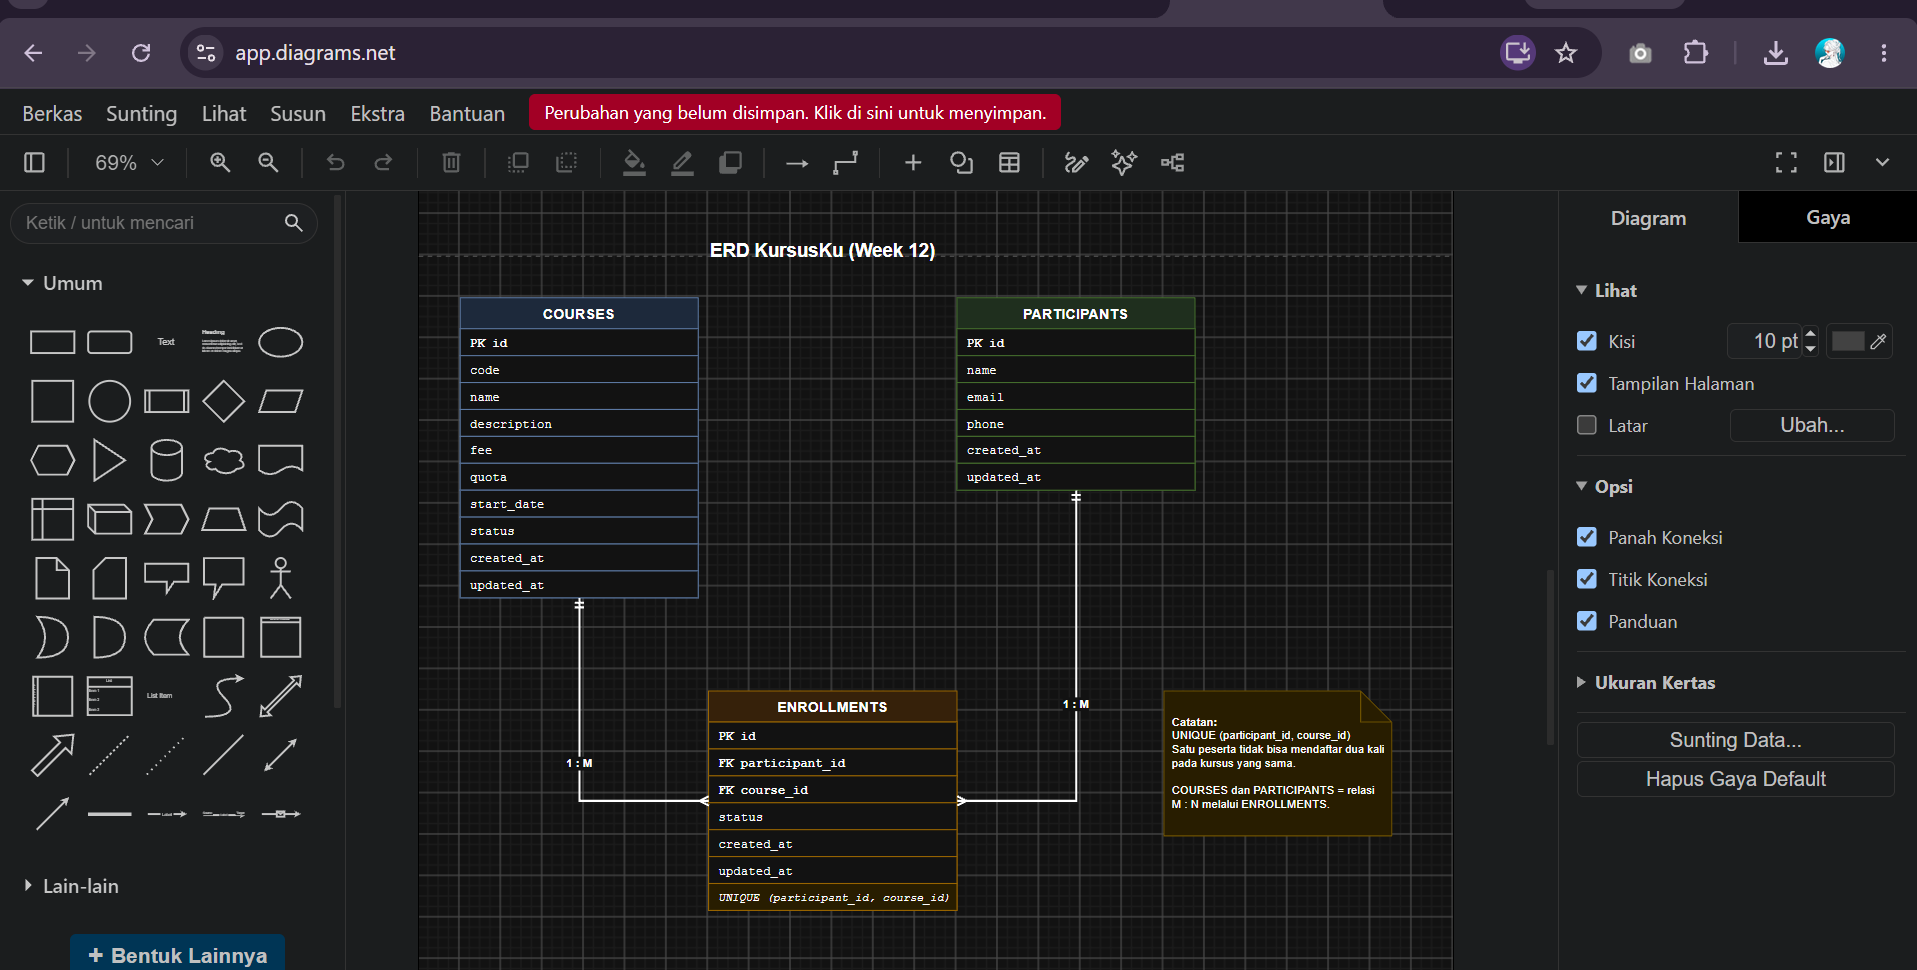 app.diagrams.net
Berkas Sunting Lihat Susun Ekstra Bantuan Perubahan yang belum disimpan. Klik di sini untuk menyimpan.
69%
Ketik / untuk mencari
Umum
Text
Heading
List
List Item
Lain-lain
+ Bentuk Lainnya
ERD KursusKu (Week 12)
COURSES
PK id
code
name
description
fee
quota
start_date
status
created_at
updated_at
PARTICIPANTS
PK id
name
email
phone
created_at
updated_at
1 : M
1 : M
ENROLLMENTS
PK id
FK participant_id
FK course_id
status
created_at
updated_at
UNIQUE (participant_id, course_id)
Catatan:
UNIQUE (participant_id, course_id)
Satu peserta tidak bisa mendaftar dua kali
pada kursus yang sama.
COURSES dan PARTICIPANTS = relasi
M : N melalui ENROLLMENTS.
Diagram Gaya
Lihat
Kisi 10 pt
Tampilan Halaman
Latar Ubah...
Opsi
Panah Koneksi
Titik Koneksi
Panduan
Ukuran Kertas
Sunting Data...
Hapus Gaya Default